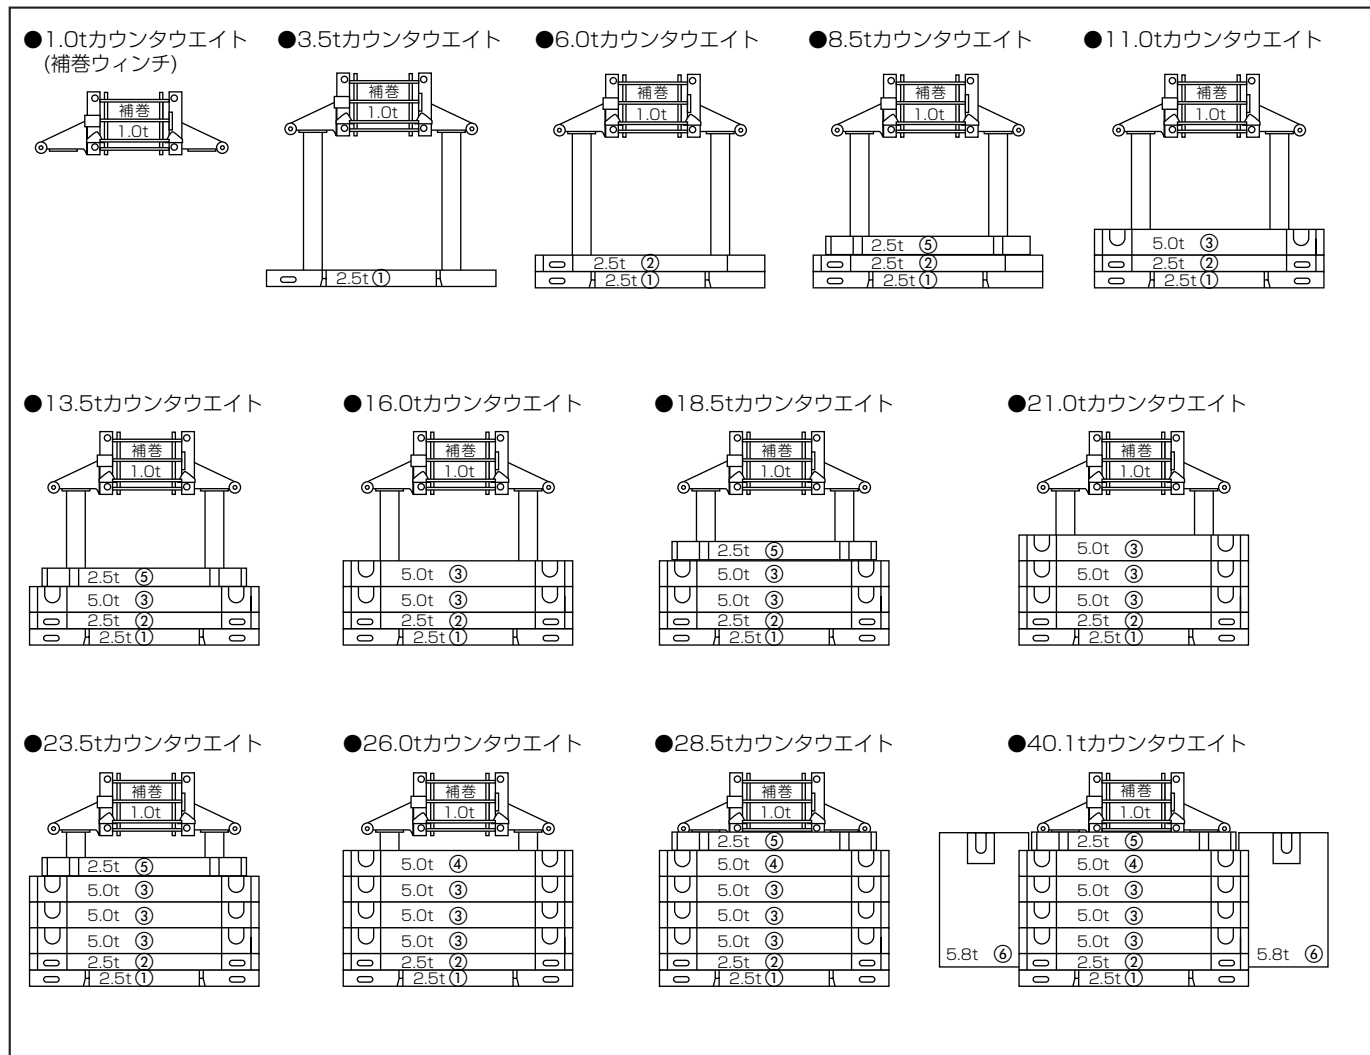 ●1.0tカウンタウエイト
(補巻ウィンチ)
補巻
1.0t
●3.5tカウンタウエイト
補巻
1.0t
2.5t①
●6.0tカウンタウエイト
補巻
1.0t
2.5t ②
2.5t①
●8.5tカウンタウエイト
補巻
1.0t
2.5t ⑤
2.5t ②
2.5t①
●11.0tカウンタウエイト
補巻
1.0t
5.0t ③
2.5t ②
2.5t①
●13.5tカウンタウエイト
補巻
1.0t
2.5t ⑤
5.0t ③
2.5t ②
2.5t①
●16.0tカウンタウエイト
補巻
1.0t
5.0t ③
5.0t ③
2.5t ②
2.5t①
●18.5tカウンタウエイト
補巻
1.0t
2.5t ⑤
5.0t ③
5.0t ③
2.5t ②
2.5t①
●21.0tカウンタウエイト
補巻
1.0t
5.0t ③
5.0t ③
5.0t ③
2.5t ②
2.5t①
●23.5tカウンタウエイト
補巻
1.0t
2.5t ⑤
5.0t ③
5.0t ③
5.0t ③
2.5t ②
2.5t①
●26.0tカウンタウエイト
補巻
1.0t
5.0t ④
5.0t ③
5.0t ③
5.0t ③
2.5t ②
2.5t①
●28.5tカウンタウエイト
補巻
1.0t
2.5t ⑤
5.0t ④
5.0t ③
5.0t ③
5.0t ③
2.5t ②
2.5t①
●40.1tカウンタウエイト
補巻
1.0t
2.5t ⑤
5.0t ④
5.0t ③
5.0t ③
5.0t ③
5.8t ⑥
2.5t ②
5.8t ⑥
2.5t①